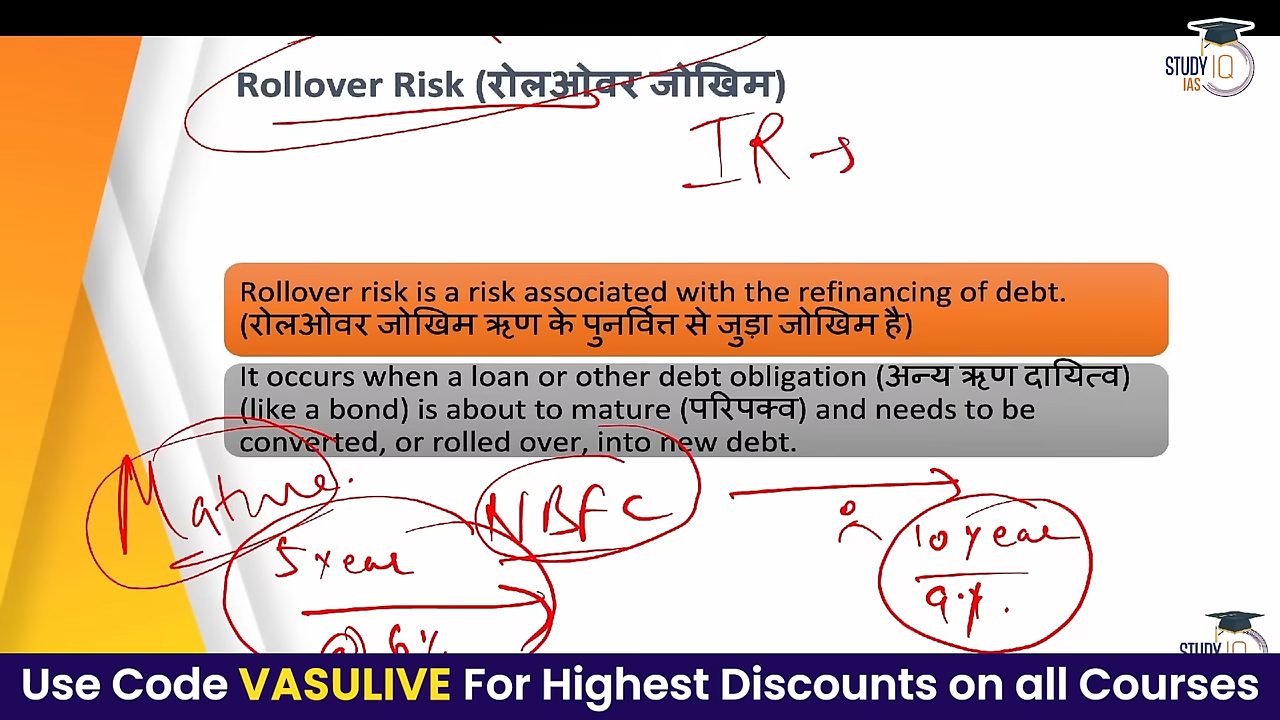 STUDY IQ
IAS
Rollover Risk (रोलओवर जोखिम)
IR →
Rollover risk is a risk associated with the refinancing of debt.
(रोलओवर जोखिम ऋण के पुनर्वित्त से जुड़ा जोखिम है)
It occurs when a loan or other debt obligation (अन्य ऋण दायित्व)
(like a bond) is about to mature (परिपक्व) and needs to be
converted, or rolled over, into new debt.
Mature.
NBFC
5 year
@ 6%
10 year
9%.
STUDY IQ
Use Code VASULIVE For Highest Discounts on all Courses